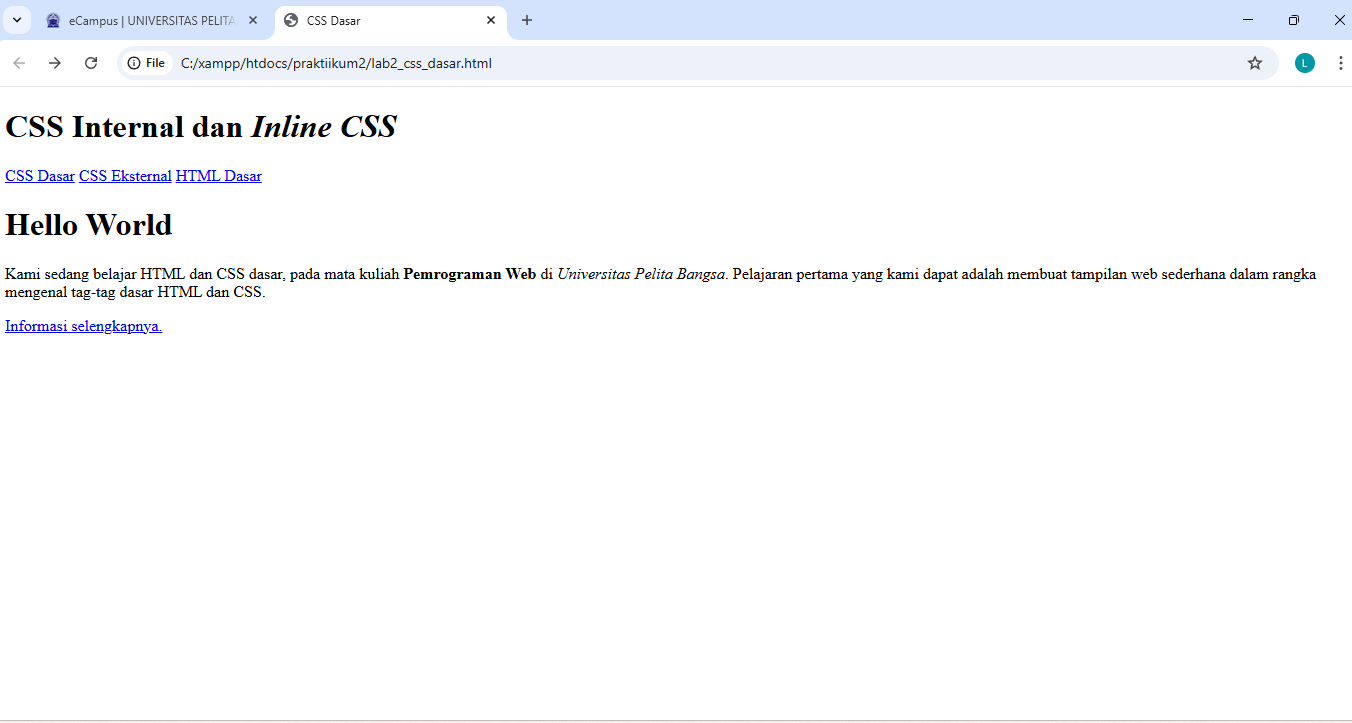 eCampus | UNIVERSITAS PELITA
CSS Dasar
File
C:/xampp/htdocs/praktiikum2/lab2_css_dasar.html
L
CSS Internal dan Inline CSS
CSS Dasar CSS Eksternal HTML Dasar
Hello World
Kami sedang belajar HTML dan CSS dasar, pada mata kuliah Pemrograman Web di Universitas Pelita Bangsa. Pelajaran pertama yang kami dapat adalah membuat tampilan web sederhana dalam rangka
mengenal tag-tag dasar HTML dan CSS.
Informasi selengkapnya.